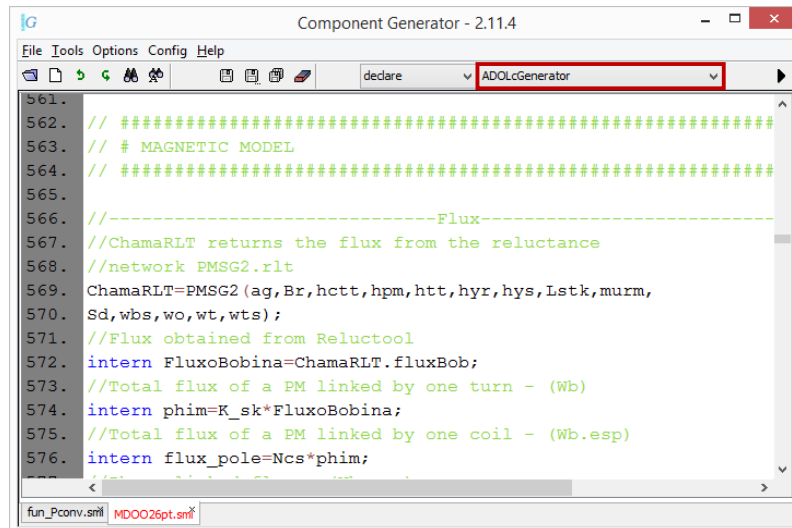 G Component Generator - 2.11.4
File Tools Options Config Help
declare ADOLcGenerator
561.
562. // ############################################################
563. // # MAGNETIC MODEL
564. // ############################################################
565.
566. //------------------------------Flux---------------------------
567. //ChamaRLT returns the flux from the reluctance
568. //network PMSG2.rlt
569. ChamaRLT=PMSG2(ag,Br,hctt,hpm,htt,hyr,hys,Lstk,murm,
570. Sd,wbs,wo,wt,wts);
571. //Flux obtained from Reluctool
572. intern FluxoBobina=ChamaRLT.fluxBob;
573. //Total flux of a PM linked by one turn - (Wb)
574. intern phim=K_sk*FluxoBobina;
575. //Total flux of a PM linked by one coil - (Wb.esp)
576. intern flux_pole=Ncs*phim;
fun_Pconv.sml MDOO26pt.sml